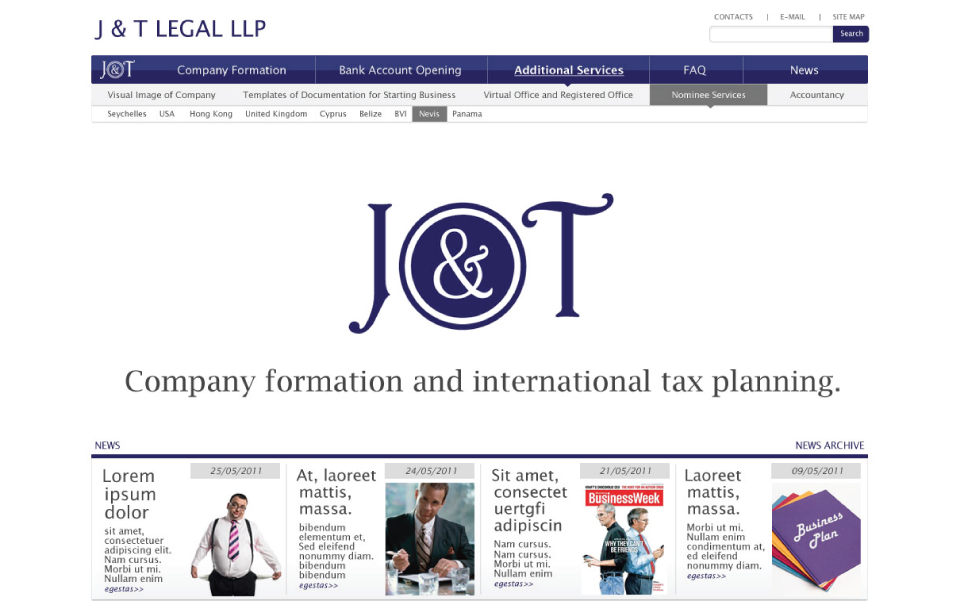 J & T LEGAL LLP
CONTACTS | E-MAIL | SITE MAP
Search
J&T
Company Formation
Bank Account Opening
Additional Services
FAQ
News
Visual Image of Company
Templates of Documentation for Starting Business
Virtual Office and Registered Office
Nominee Services
Accountancy
Seychelles
USA
Hong Kong
United Kingdom
Cyprus
Belize
BVI
Nevis
Panama
J&T
Company formation and international tax planning.
NEWS
NEWS ARCHIVE
Lorem
ipsum
dolor
sit amet,
consectetuer
adipiscing elit.
Nam cursus.
Morbi ut mi.
Nullam enim
egestas>>
25/05/2011
At, laoreet
mattis,
massa.
bibendum
elementum et,
Sed eleifend
nonummy diam.
bibendum
bibendum
egestas>>
24/05/2011
Sit amet,
consectet
uertgfi
adipiscin
Nam cursus.
Nam cursus.
Morbi ut mi.
Nullam enim
egestas>>
21/05/2011
BusinessWeek
WHY THEY CAN'T
BE FRIENDS
Laoreet
mattis,
massa.
Morbi ut mi.
Nullam enim
condimentum at,
ed eleifend
nonummy diam.
egestas>>
09/05/2011
Business
Plan